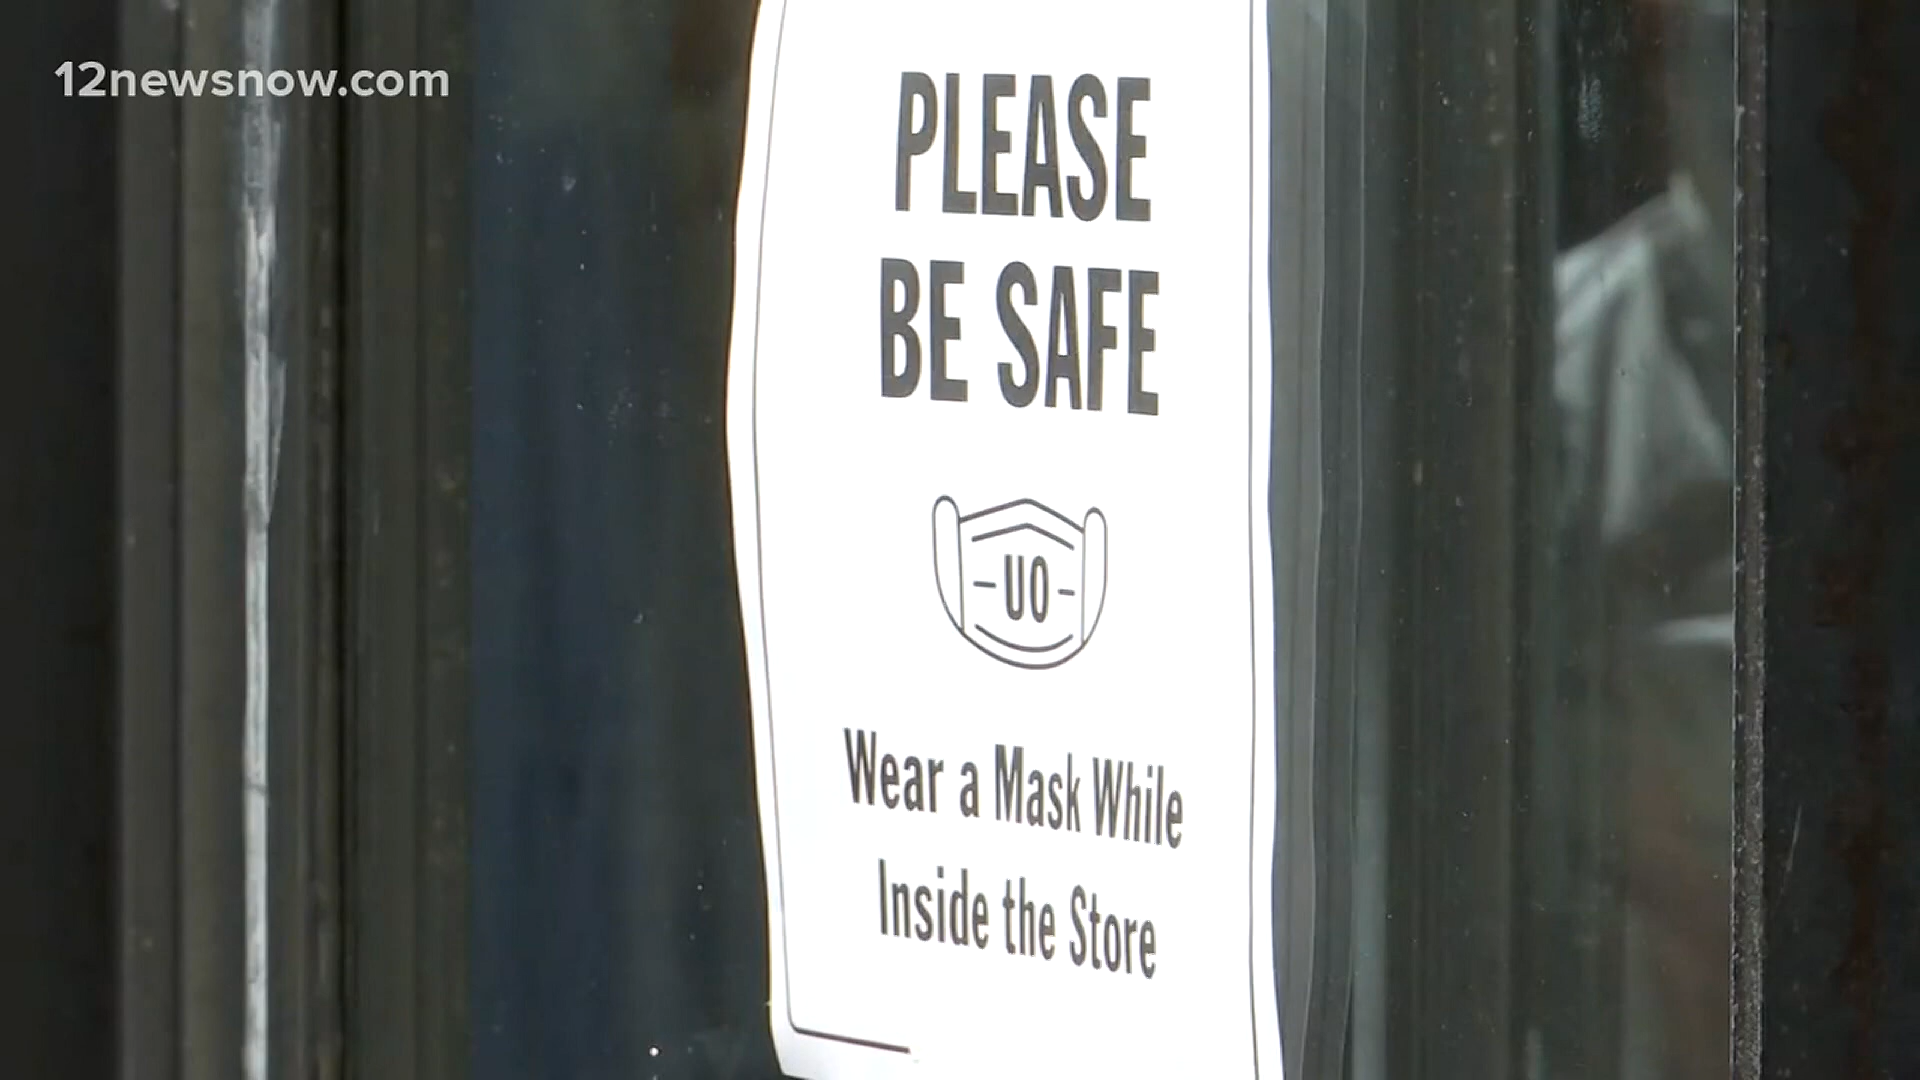 12newsnow.com
PLEASE
BE SAFE
-UO-
Wear a Mask While
Inside the Store